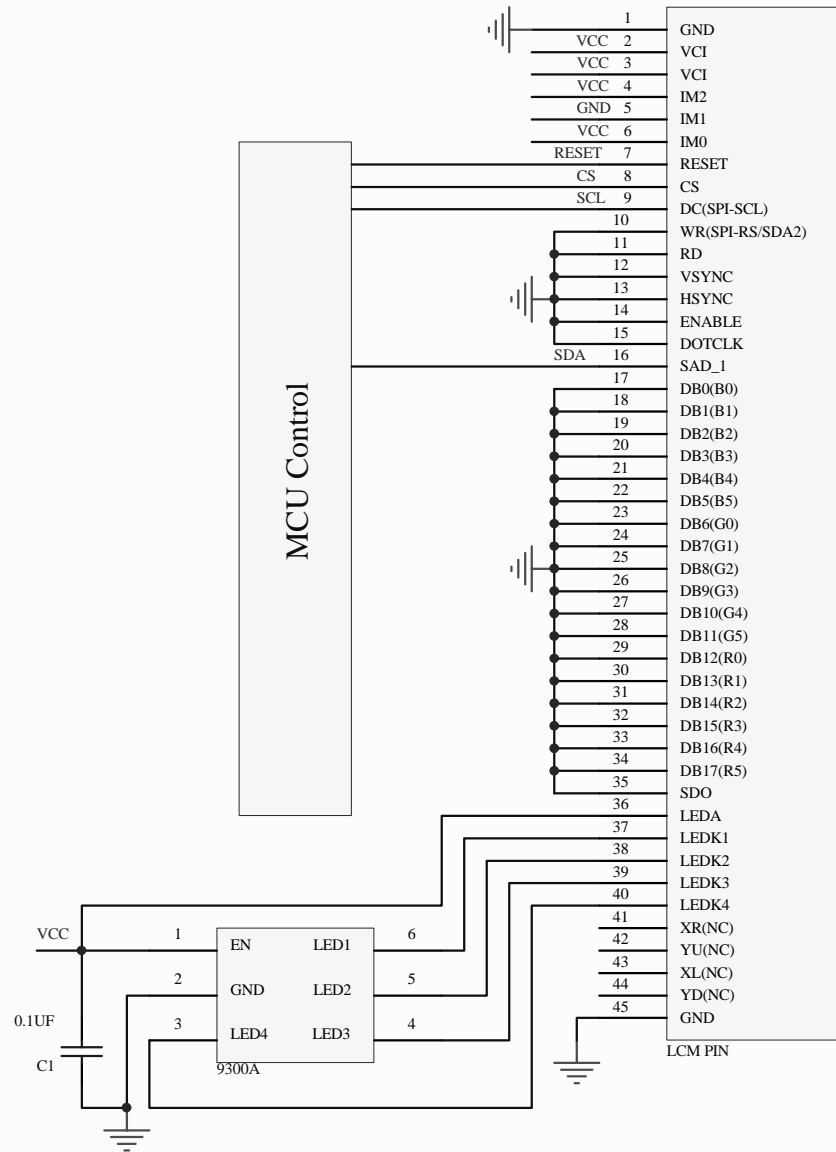 1 GND
VCC 2 VCI
VCC 3 VCI
VCC 4 IM2
GND 5 IM1
VCC 6 IM0
RESET 7 RESET
CS 8 CS
SCL 9 DC(SPI-SCL)
10 WR(SPI-RS/SDA2)
11 RD
12 VSYNC
13 HSYNC
14 ENABLE
15 DOTCLK
SDA 16 SAD_1
17 DB0(B0)
18 DB1(B1)
19 DB2(B2)
20 DB3(B3)
21 DB4(B4)
22 DB5(B5)
23 DB6(G0)
24 DB7(G1)
25 DB8(G2)
26 DB9(G3)
27 DB10(G4)
28 DB11(G5)
29 DB12(R0)
30 DB13(R1)
31 DB14(R2)
32 DB15(R3)
33 DB16(R4)
34 DB17(R5)
35 SDO
36 LEDA
37 LEDK1
38 LEDK2
39 LEDK3
40 LEDK4
41 XR(NC)
42 YU(NC)
43 XL(NC)
44 YD(NC)
45 GND
LCM PIN
MCU Control
VCC 1 EN LED1 6
2 GND LED2 5
3 LED4 LED3 4
9300A
0.1UF
C1